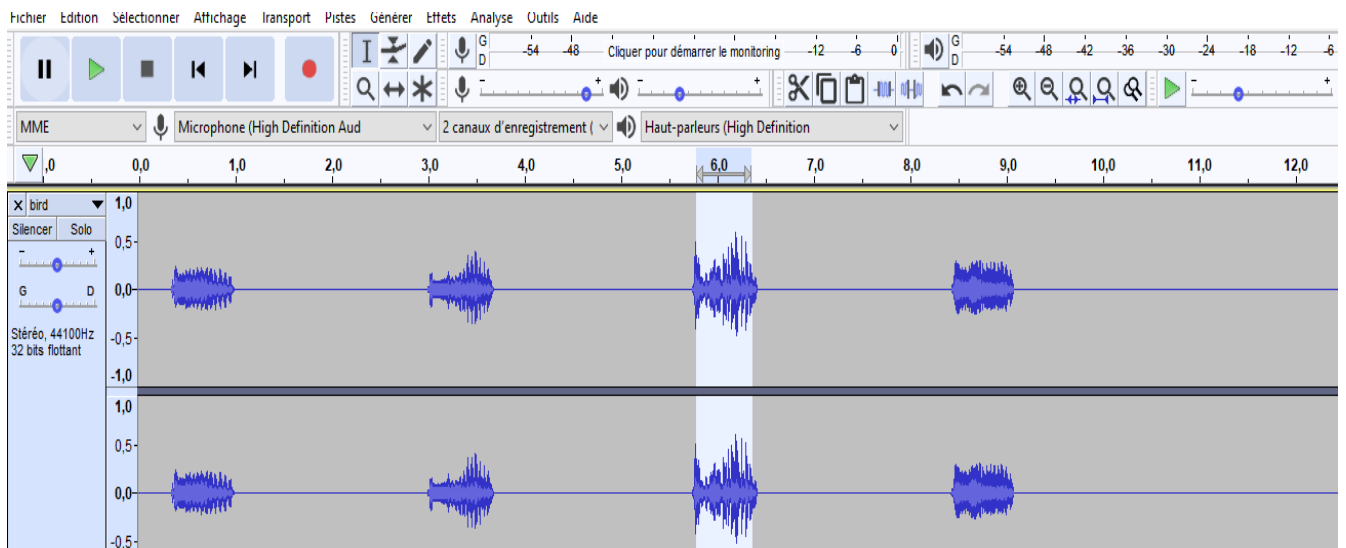 Fichier Edition Sélectionner Affichage Transport Pistes Générer Effets Analyse Outils Aide
G D -54 -48 Cliquer pour démarrer le monitoring -12 -6 0 G D -54 -48 -42 -36 -30 -24 -18 -12 -6
- + - + - +
MME Microphone (High Definition Aud 2 canaux d'enregistrement ( Haut-parleurs (High Definition
,0 0,0 1,0 2,0 3,0 4,0 5,0 6,0 7,0 8,0 9,0 10,0 11,0 12,0
x bird 1,0
Silencer Solo
- + 0,5-
G D 0,0-
Stéréo, 44100Hz -0,5-
32 bits flottant
-1,0
1,0
0,5-
0,0-
-0,5-